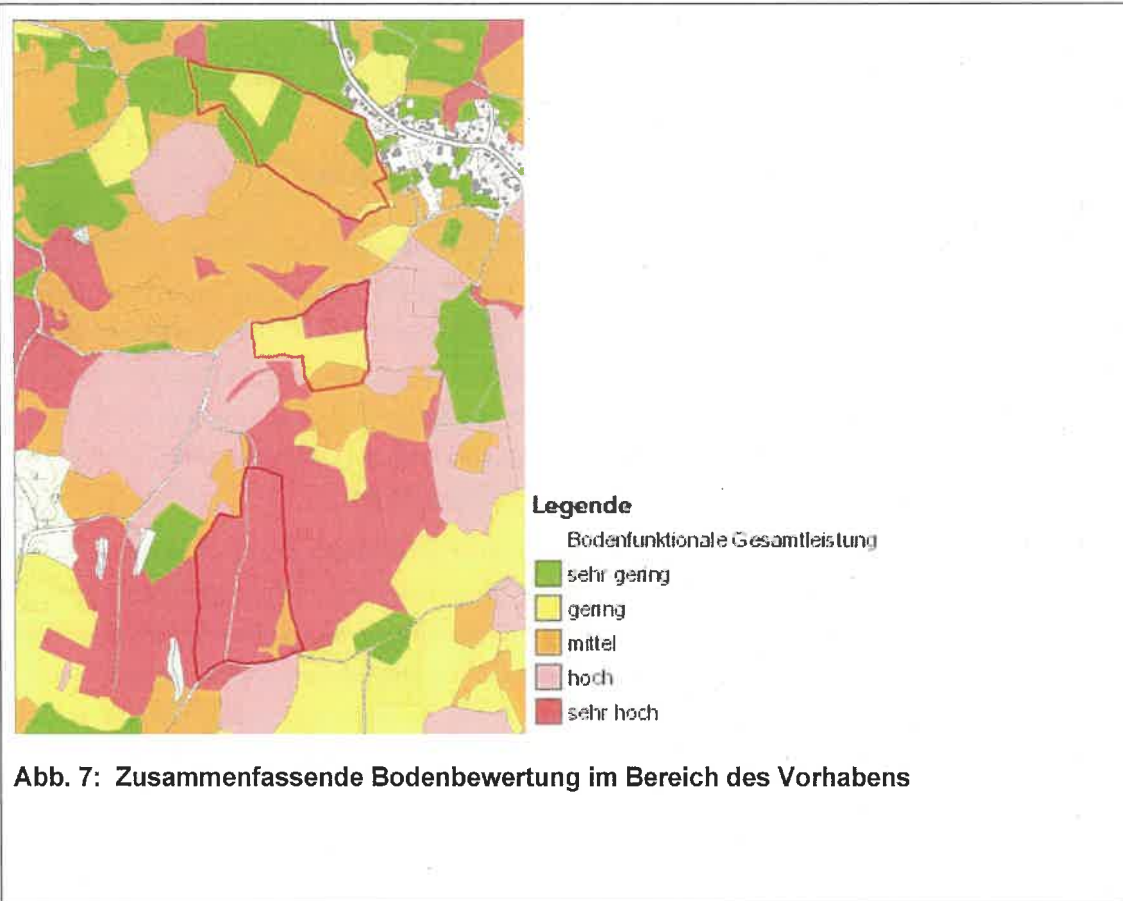 Legende
Bodenfunktionale Gesamtleistung
sehr gering
gering
mittel
hoch
sehr hoch
Abb. 7: Zusammenfassende Bodenbewertung im Bereich des Vorhabens